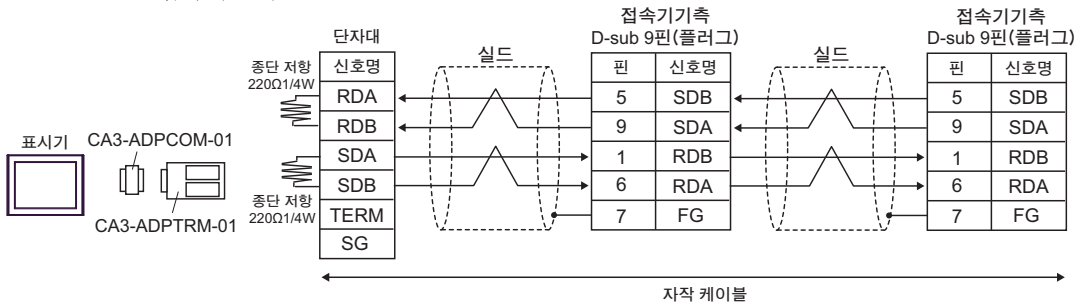 접속기기측
D-sub 9핀(플러그)
접속기기측
D-sub 9핀(플러그)
단자대
실드
실드
종단 저항
220Ω1/4W
신호명
핀 신호명
핀 신호명
RDA
5 SDB
5 SDB
RDB
9 SDA
9 SDA
표시기
CA3-ADPCOM-01
SDA
1 RDB
1 RDB
SDB
6 RDA
6 RDA
종단 저항
220Ω1/4W
CA3-ADPTRM-01
TERM
7 FG
7 FG
SG
자작 케이블